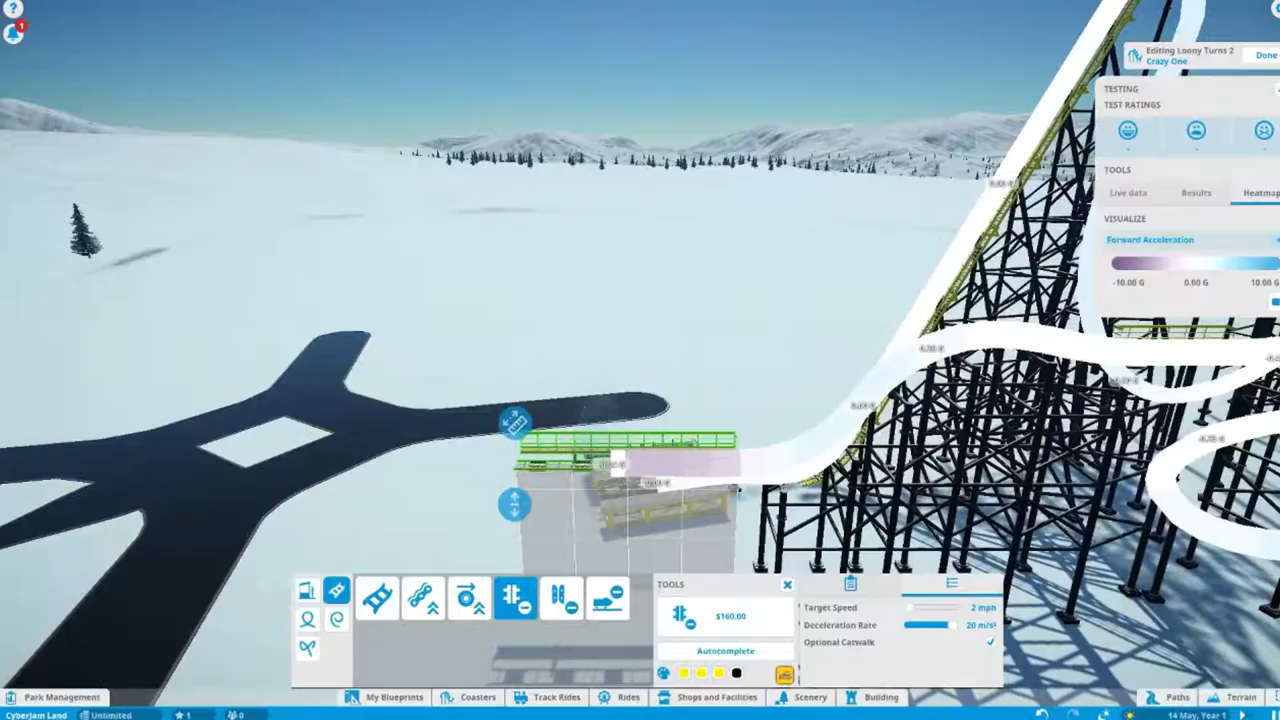 ?
1
Editing Loony Turns 2
Crazy One
Done
TESTING
TEST RATINGS
TOOLS
Live data
Results
Heatmap
VISUALIZE
Forward Acceleration
-10.00 G
0.00 G
10.00 G
TOOLS
$160.00
Autocomplete
Target Speed
2 mph
Deceleration Rate
20 m/s²
Optional Catwalk
Park Management
My Blueprints
Coasters
Track Rides
Rides
Shops and Facilities
Scenery
Building
Paths
Terrain
CyberJam Land
Unlimited
1
0
14 May, Year 1